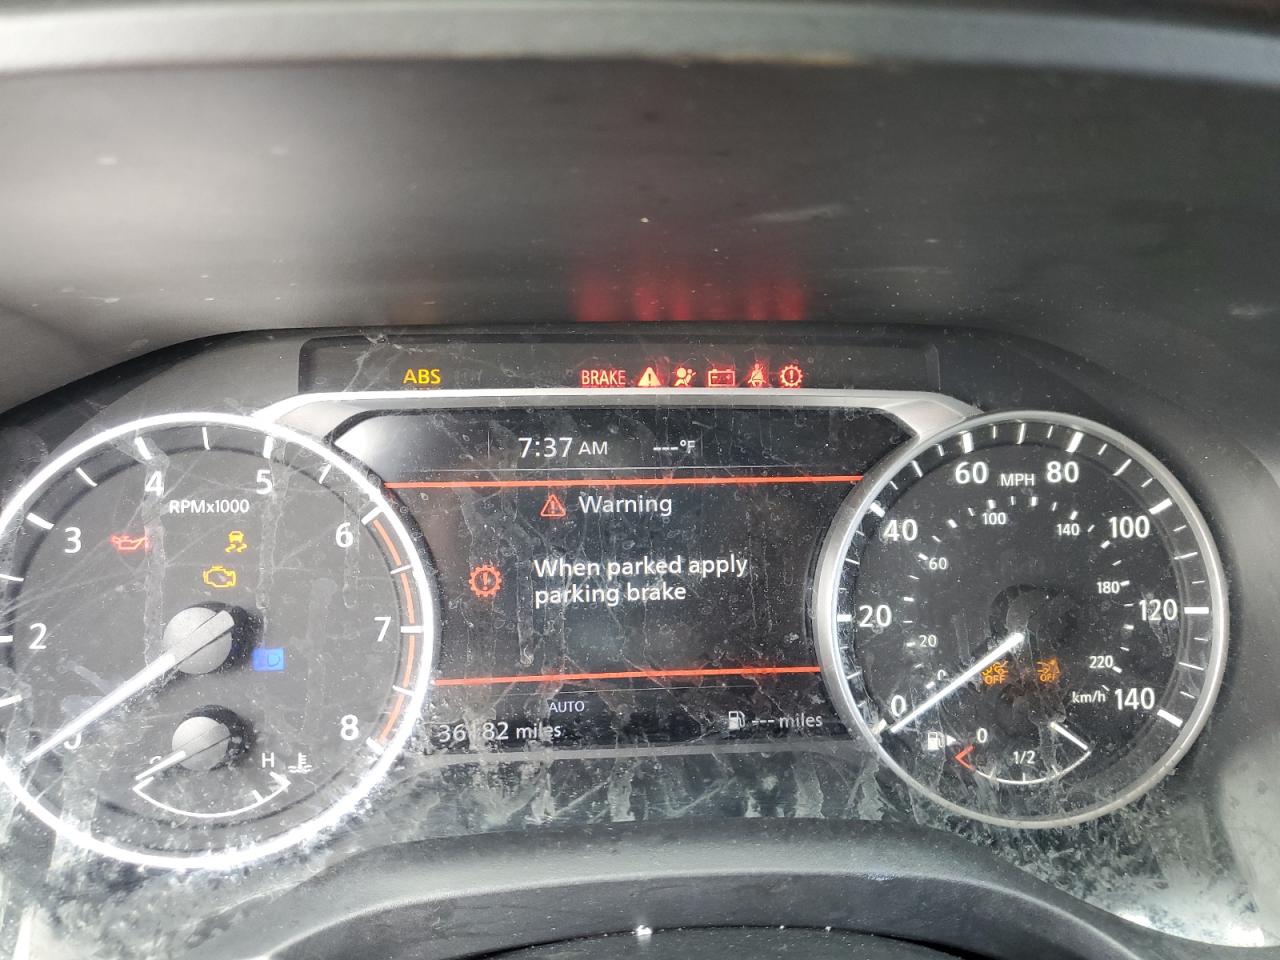 ABS
BRAKE
7:37 AM
---°F
Warning
When parked apply
parking brake
AUTO
miles
--- miles
RPMx1000
2
3
4
5
6
7
8
H
MPH
0
20
40
60
80
100
120
140
km/h
20
60
100
140
180
220
OFF
OFF
0
1/2